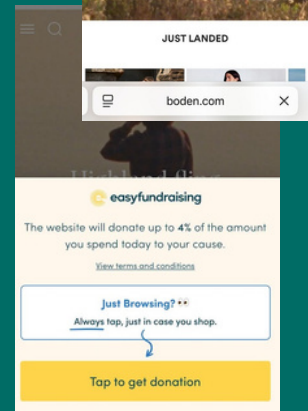 JUST LANDED
boden.com
Highland fling
easyfundraising
The website will donate up to 4% of the amount
you spend today to your cause.
View terms and conditions
Just Browsing? 👀
Always tap, just in case you shop.
Tap to get donation